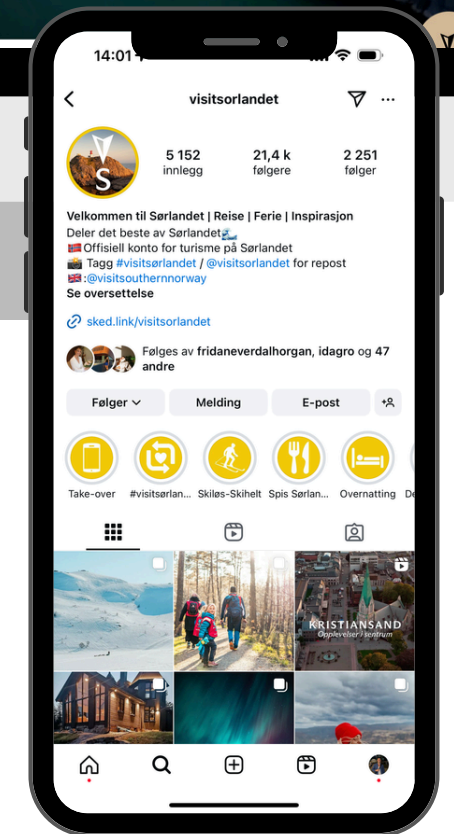 14:01
visitsorlandet
5 152
innlegg
21,4 k
følgere
2 251
følger
S
Velkommen til Sørlandet | Reise | Ferie | Inspirasjon
Deler det beste av Sørlandet🌊
🇳🇴Offisiell konto for turisme på Sørlandet
📸 Tagg #visitsørlandet / @visitsorlandet for repost
🇬🇧:@visitsouthernnorway
Se oversettelse
sked.link/visitsorlandet
Følges av fridaneverdalhorgan, idagro og 47
andre
Følger
Melding
E-post
Take-over
#visitsørlan...
Skiløs-Skihelt
Spis Sørlan...
Overnatting
KRISTIANSAND
Opplevelser i sentrum